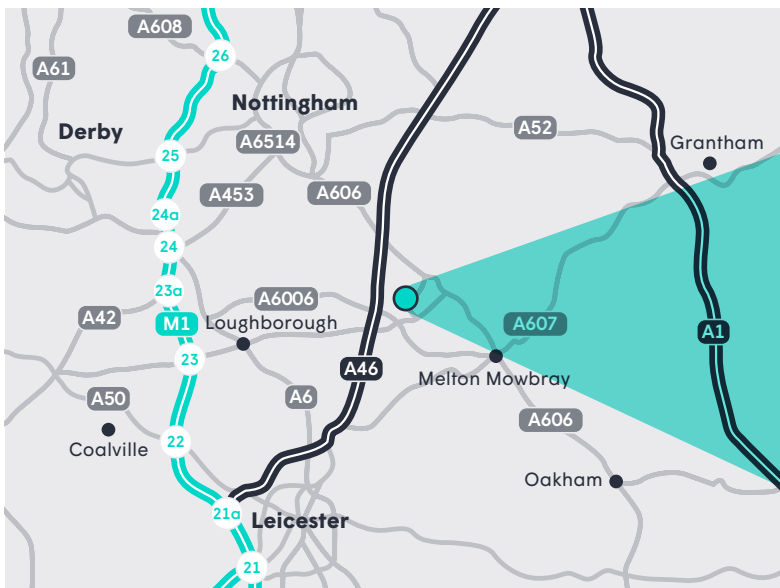 A608
26
A61
Nottingham
Derby
A52
A6514
Grantham
25
A453
A606
24a
24
23a
A6006
A42
M1
Loughborough
A607
A1
23
A46
Melton Mowbray
A50
A6
A606
22
Coalville
Oakham
21a
Leicester
21